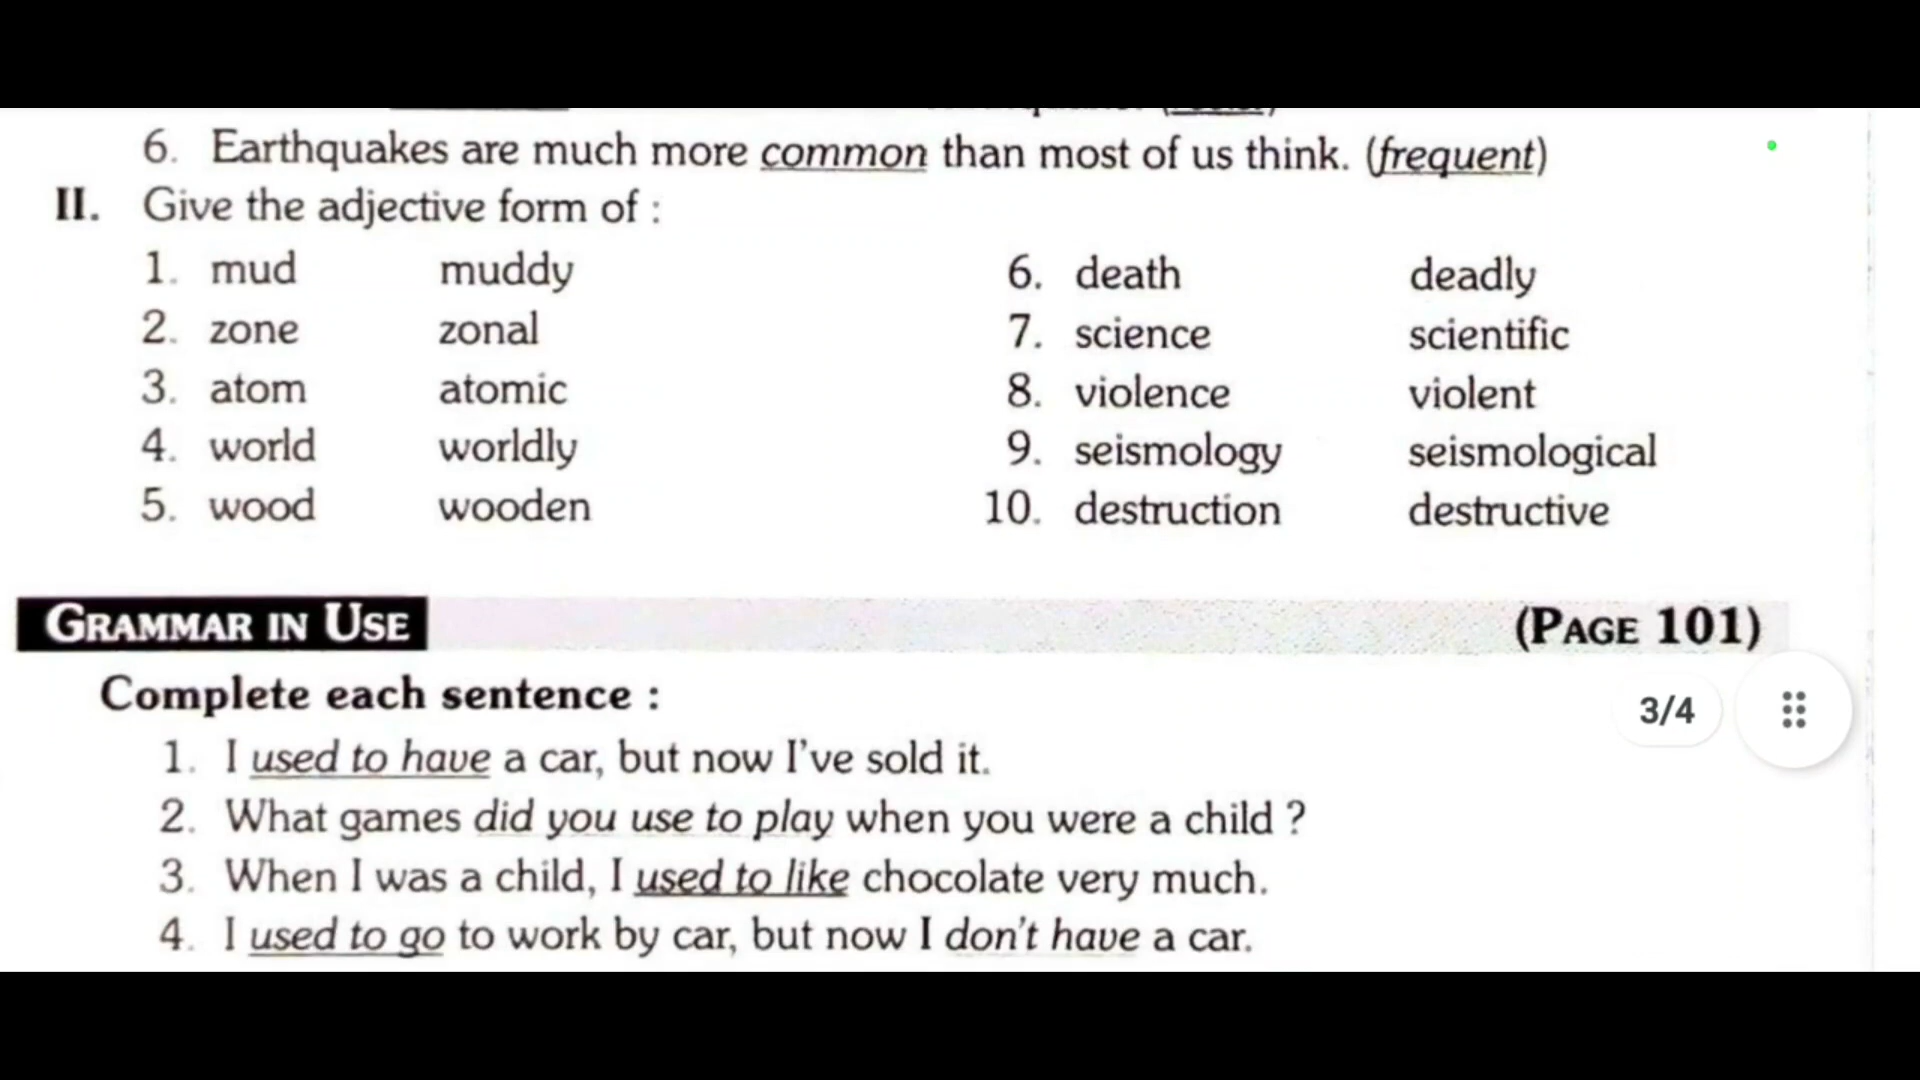 6. Earthquakes are much more common than most of us think. (frequent)
II. Give the adjective form of :
1. mud muddy 6. death deadly
2. zone zonal 7. science scientific
3. atom atomic 8. violence violent
4. world worldly 9. seismology seismological
5. wood wooden 10. destruction destructive
GRAMMAR IN USE (PAGE 101)
Complete each sentence :
3/4
1. I used to have a car, but now I've sold it.
2. What games did you use to play when you were a child ?
3. When I was a child, I used to like chocolate very much.
4. I used to go to work by car, but now I don't have a car.